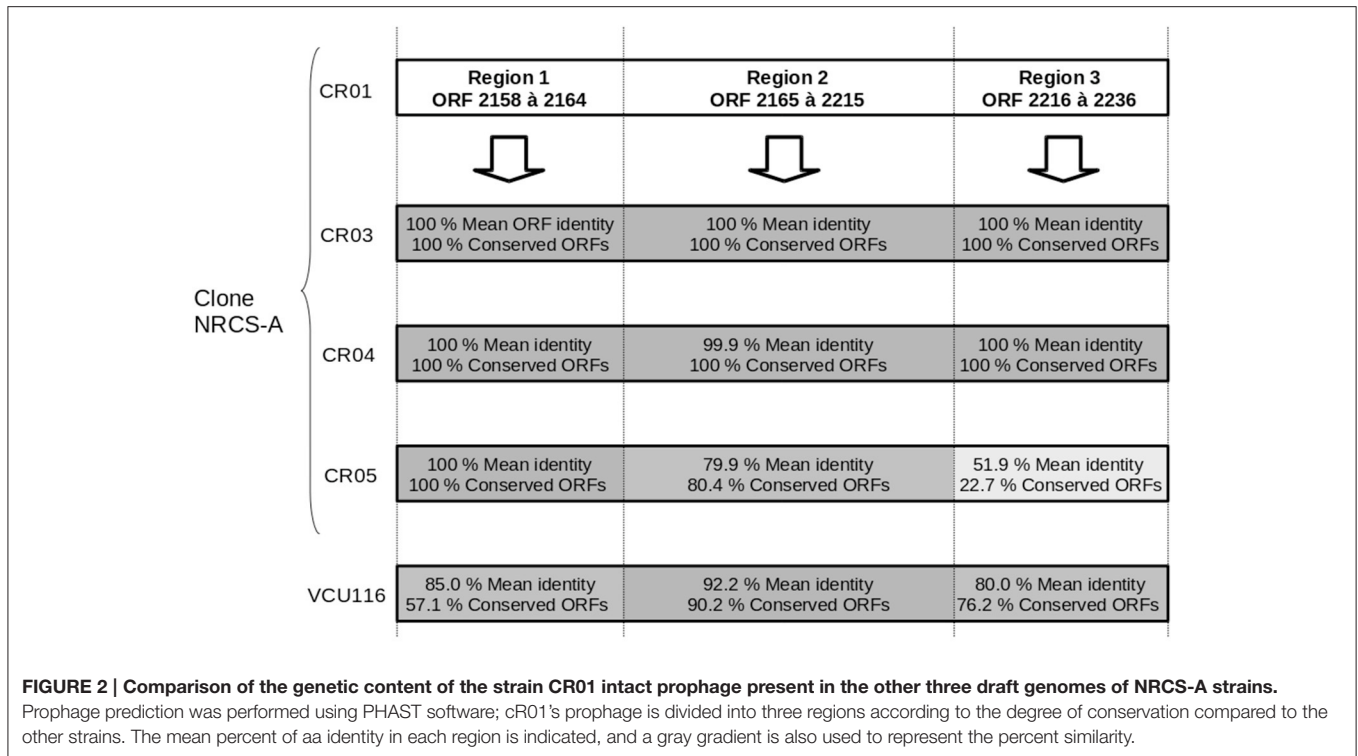 CR01
Region 1
ORF 2158 à 2164
Region 2
ORF 2165 à 2215
Region 3
ORF 2216 à 2236
Clone
NRCS-A
CR03
100 % Mean ORF identity
100 % Conserved ORFs
100 % Mean identity
100 % Conserved ORFs
100 % Mean identity
100 % Conserved ORFs
CR04
100 % Mean identity
100 % Conserved ORFs
99.9 % Mean identity
100 % Conserved ORFs
100 % Mean identity
100 % Conserved ORFs
CR05
100 % Mean identity
100 % Conserved ORFs
79.9 % Mean identity
80.4 % Conserved ORFs
51.9 % Mean identity
22.7 % Conserved ORFs
VCU116
85.0 % Mean identity
57.1 % Conserved ORFs
92.2 % Mean identity
90.2 % Conserved ORFs
80.0 % Mean identity
76.2 % Conserved ORFs
FIGURE 2 | Comparison of the genetic content of the strain CR01 intact prophage present in the other three draft genomes of NRCS-A strains.
Prophage prediction was performed using PHAST software; cR01's prophage is divided into three regions according to the degree of conservation compared to the
other strains. The mean percent of aa identity in each region is indicated, and a gray gradient is also used to represent the percent similarity.